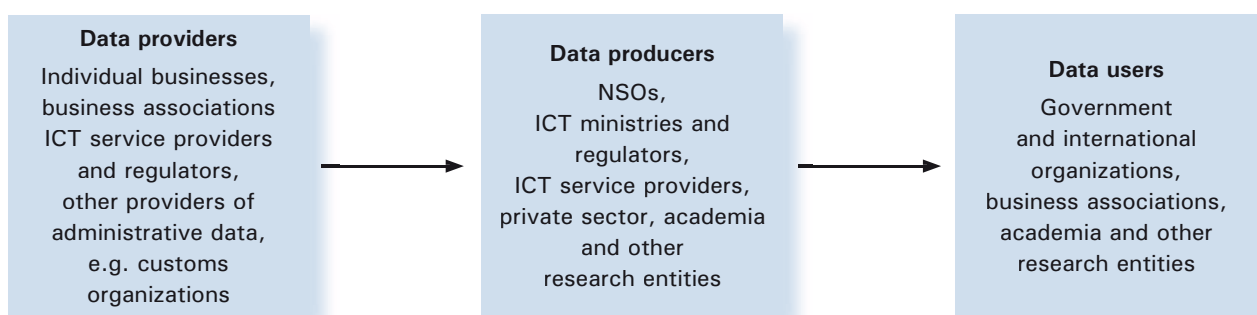 Data providers
Individual businesses,
business associations
ICT service providers
and regulators,
other providers of
administrative data,
e.g. customs
organizations
Data producers
NSOs,
ICT ministries and
regulators,
ICT service providers,
private sector, academia
and other
research entities
Data users
Government
and international
organizations,
business associations,
academia and other
research entities